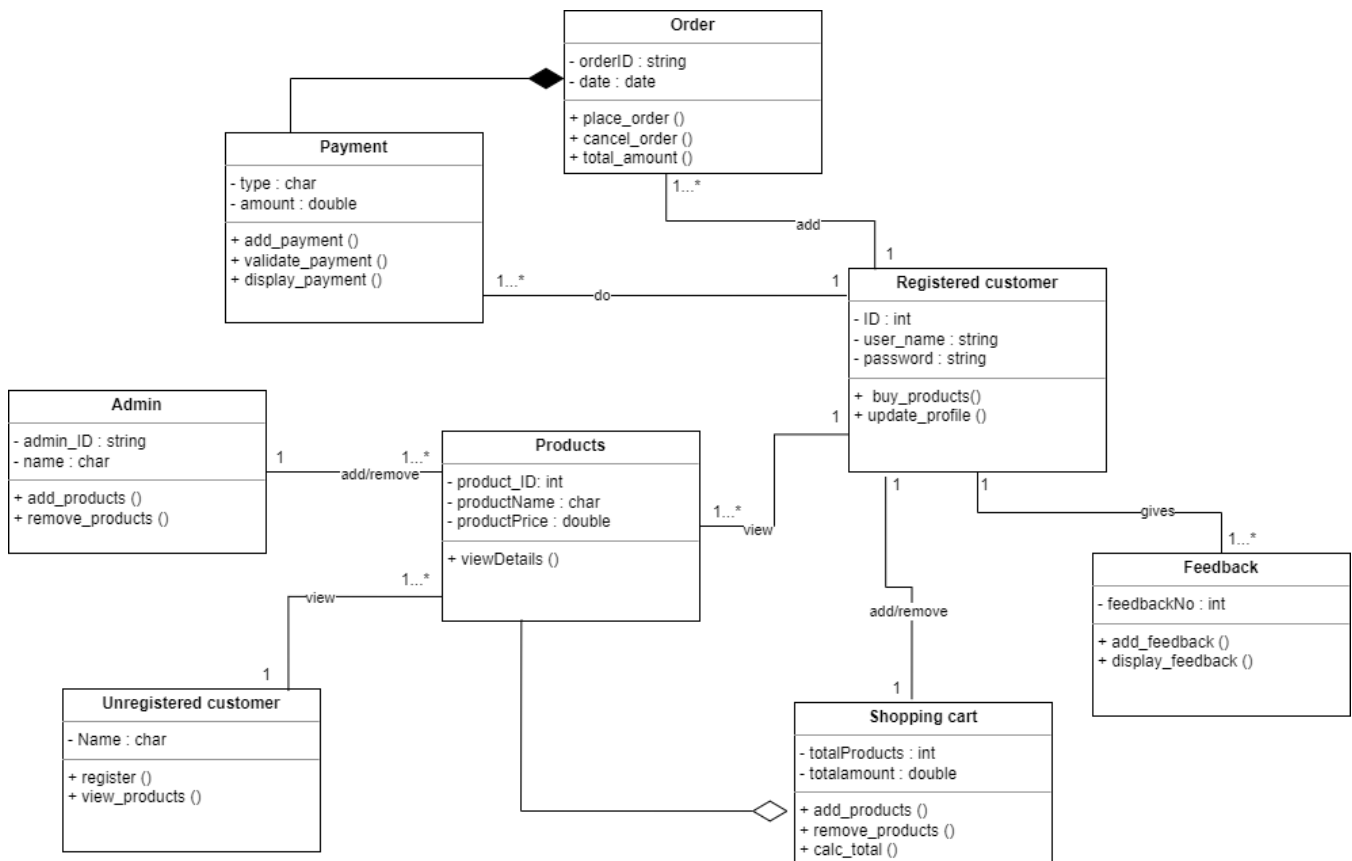 Order
- orderID : string
- date : date
+ place_order ()
+ cancel_order ()
+ total_amount ()
1...*
add
1
Payment
- type : char
- amount : double
+ add_payment ()
+ validate_payment ()
+ display_payment ()
1...*
do
1
Registered customer
- ID : int
- user_name : string
- password : string
+  buy_products()
+ update_profile ()
Admin
- admin_ID : string
- name : char
+ add_products ()
+ remove_products ()
1
add/remove
1...*
Products
- product_ID: int
- productName : char
- productPrice : double
+ viewDetails ()
1
1...*
view
1
1
gives
1...*
Feedback
- feedbackNo : int
+ add_feedback ()
+ display_feedback ()
1...*
view
1
add/remove
1
Unregistered customer
- Name : char
+ register ()
+ view_products ()
Shopping cart
- totalProducts : int
- totalamount : double
+ add_products ()
+ remove_products ()
+ calc_total ()